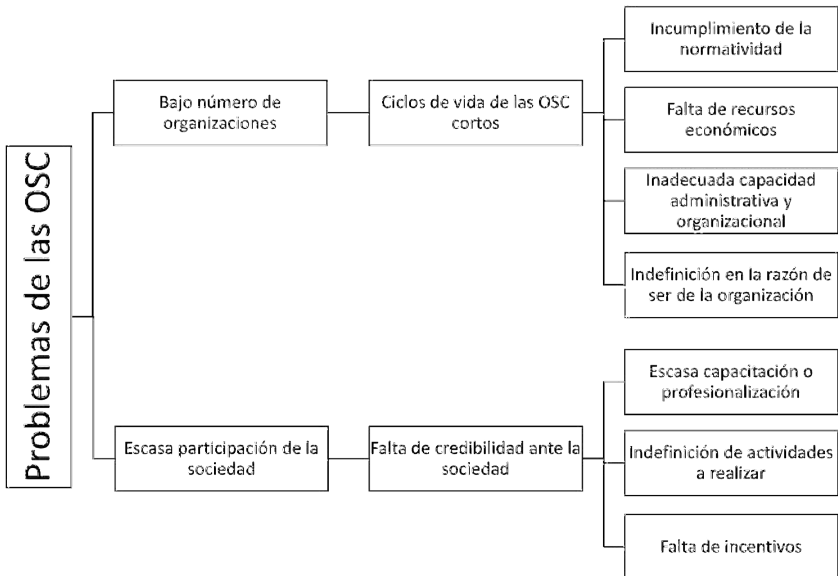 Problemas de las OSC
Bajo número de
organizaciones
Ciclos de vida de las OSC
cortos
Incumplimiento de la
normatividad
Falta de recursos
económicos
Inadecuada capacidad
administrativa y
organizacional
Indefinición en la razón de
ser de la organización
Escasa participación de la
sociedad
Falta de credibilidad ante la
sociedad
Escasa capacitación o
profesionalización
Indefinición de actividades
a realizar
Falta de incentivos